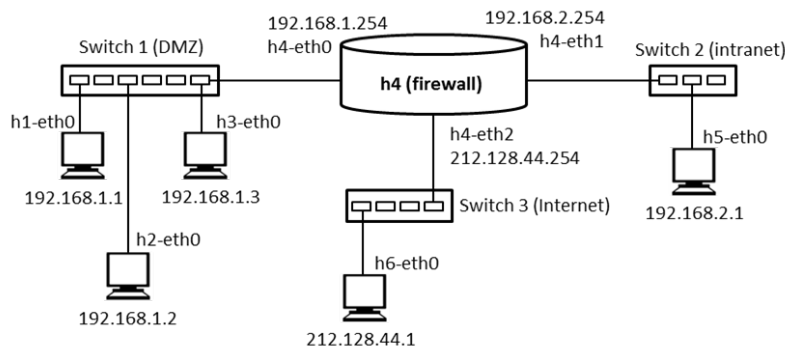 192.168.1.254
h4-eth0
192.168.2.254
h4-eth1
Switch 1 (DMZ)
Switch 2 (intranet)
h4 (firewall)
h1-eth0
h3-eth0
h4-eth2
212.128.44.254
h5-eth0
192.168.1.1
192.168.1.3
Switch 3 (Internet)
192.168.2.1
h2-eth0
h6-eth0
192.168.1.2
212.128.44.1